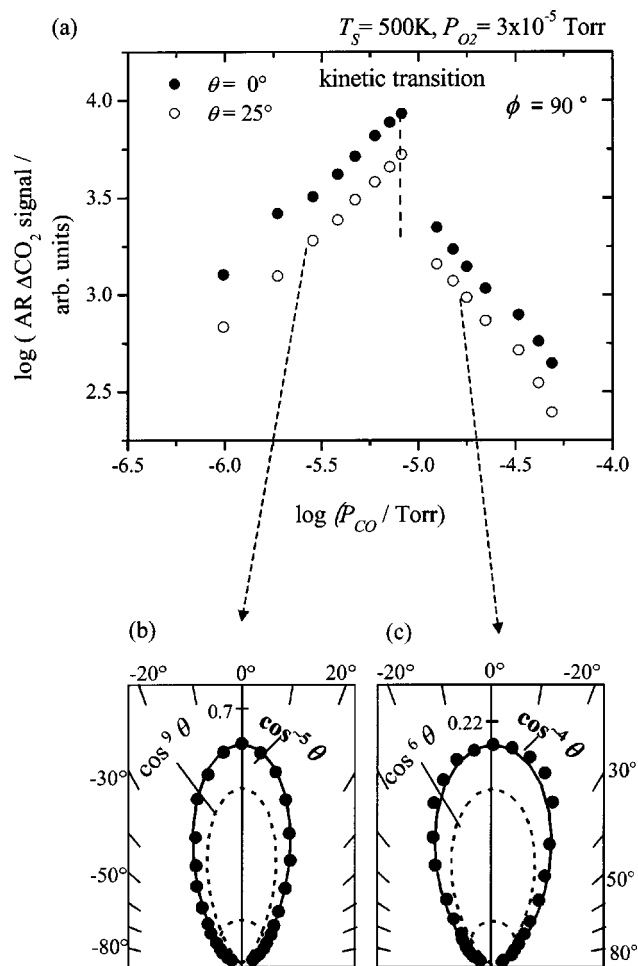 (a) T_S = 500K, P_O2 = 3x10^-5 Torr
● θ = 0° kinetic transition
○ θ = 25° ϕ = 90 °
4.0
3.5
3.0
2.5
log ( AR ΔCO₂ signal / arb. units)
-6.5 -6.0 -5.5 -5.0 -4.5 -4.0
log (P_CO / Torr)
(b) (c)
-20° 0° 20° -20° 0° 20°
0.7 0.22
cos^9 θ cos^~5 θ cos^6 θ cos^~4 θ
-30° 30°
-50° -50° 50°
-80° -80° 80°